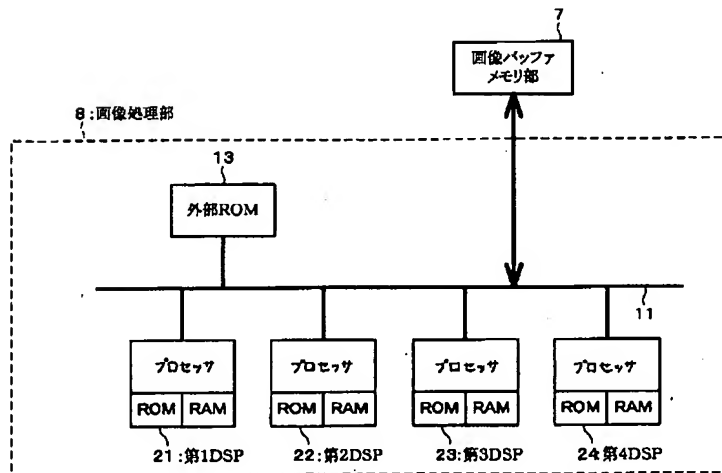 7
画像バッファ
メモリ部
8:画像処理部
13
外部ROM
11
プロセッサ プロセッサ プロセッサ プロセッサ
ROM RAM ROM RAM ROM RAM ROM RAM
21:第1DSP 22:第2DSP 23:第3DSP 24:第4DSP